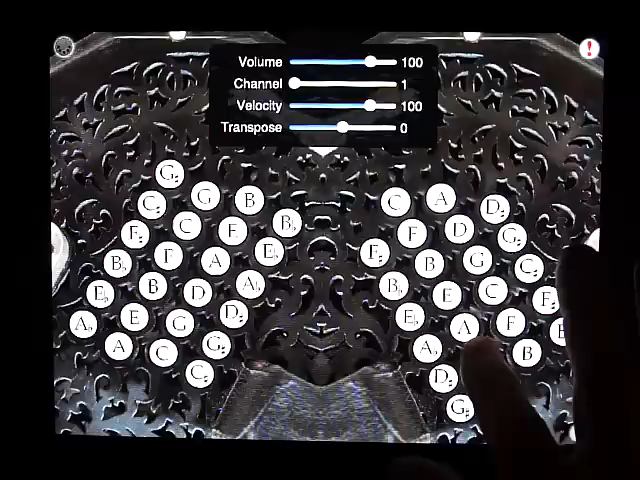 Volume 100
Channel 1
Velocity 100
Transpose 0
!
G♯
C♯ G B
F♯ C F B♭
B♭ F A E♭
E♭ B D A♭
A♭ E G D♯
A C G♯
C♯
C A D♯
F D G♯
F♯ B G C♯
B♭ E C F♯
E♭ A F
A♭ B
D♯
G♯